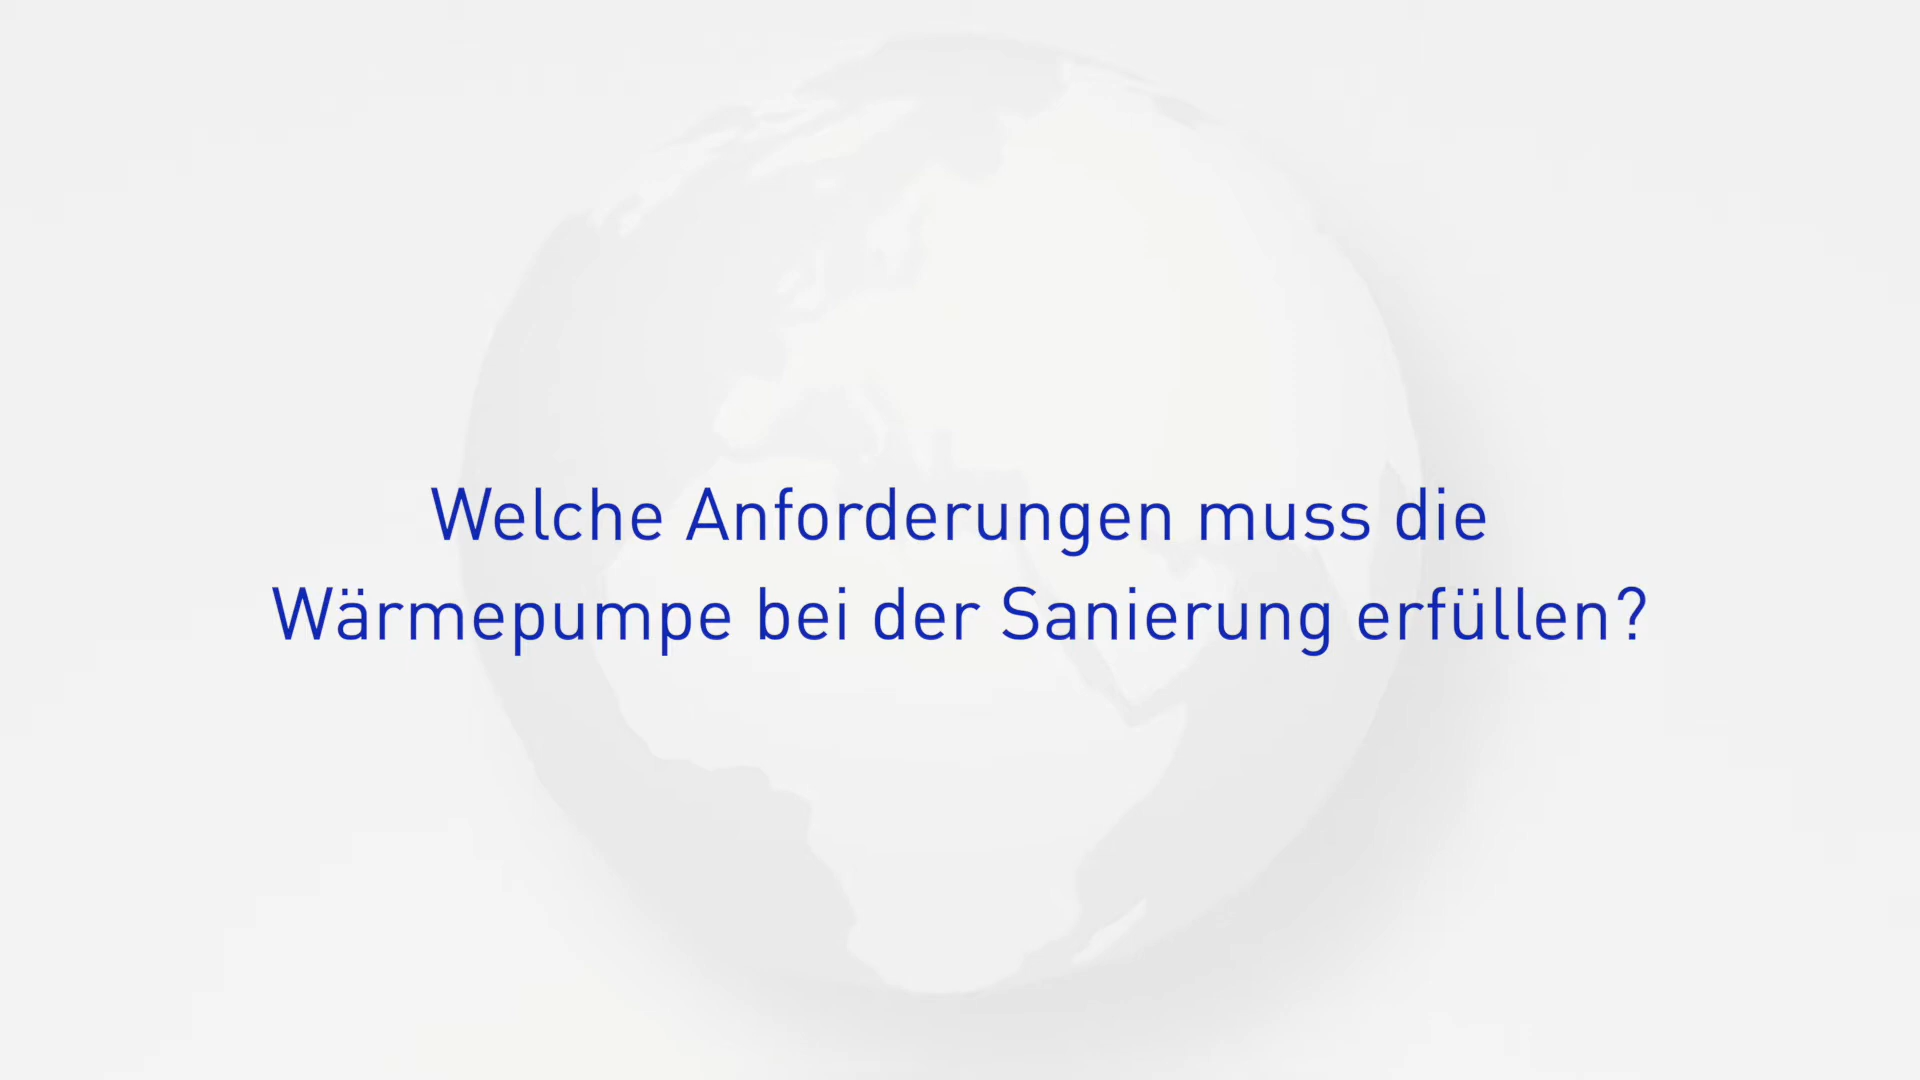 Welche Anforderungen muss die
Wärmepumpe bei der Sanierung erfüllen?